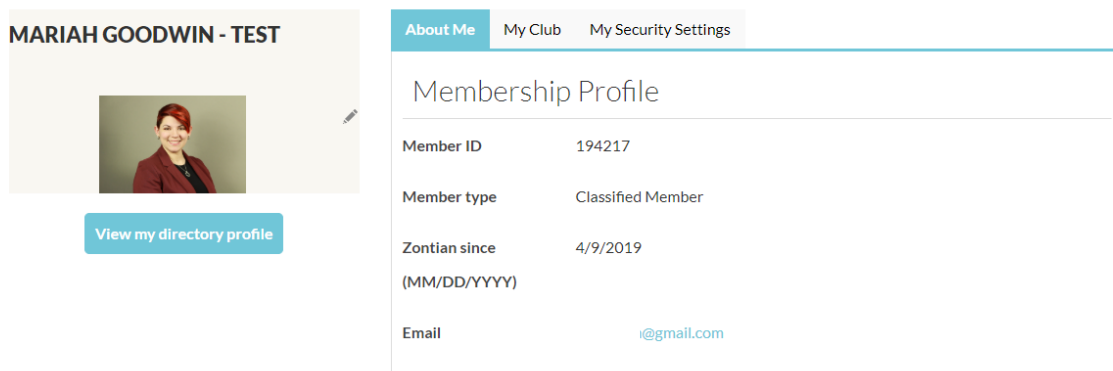 MARIAH GOODWIN - TEST
View my directory profile
About Me My Club My Security Settings
Membership Profile
Member ID 194217
Member type Classified Member
Zontian since 4/9/2019
(MM/DD/YYYY)
Email @gmail.com